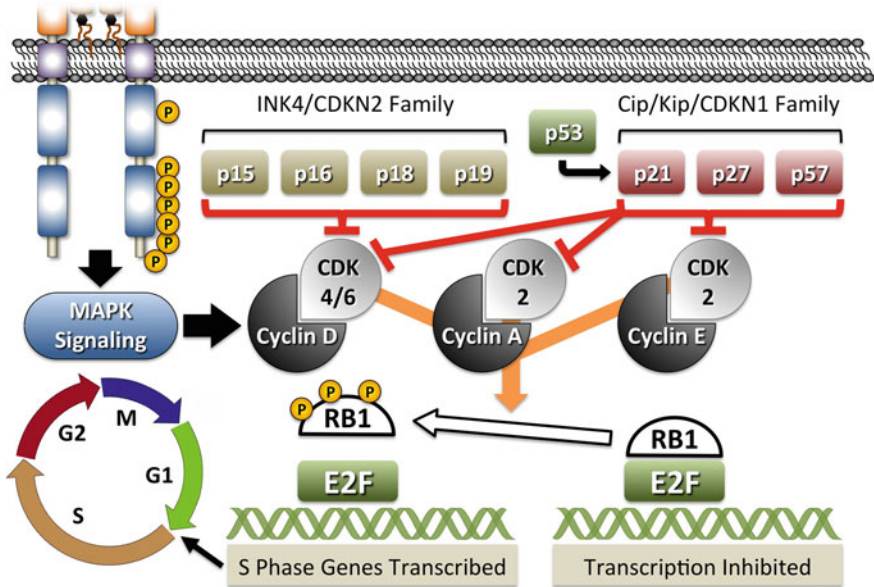 INK4/CDKN2 Family
Cip/Kip/CDKN1 Family
p53
p15
p16
p18
p19
p21
p27
p57
P
P
P
P
P
P
P
MAPK
Signaling
CDK
4/6
Cyclin D
CDK
2
Cyclin A
CDK
2
Cyclin E
P
P
P
RB1
RB1
E2F
E2F
G2
M
G1
S
S Phase Genes Transcribed
Transcription Inhibited